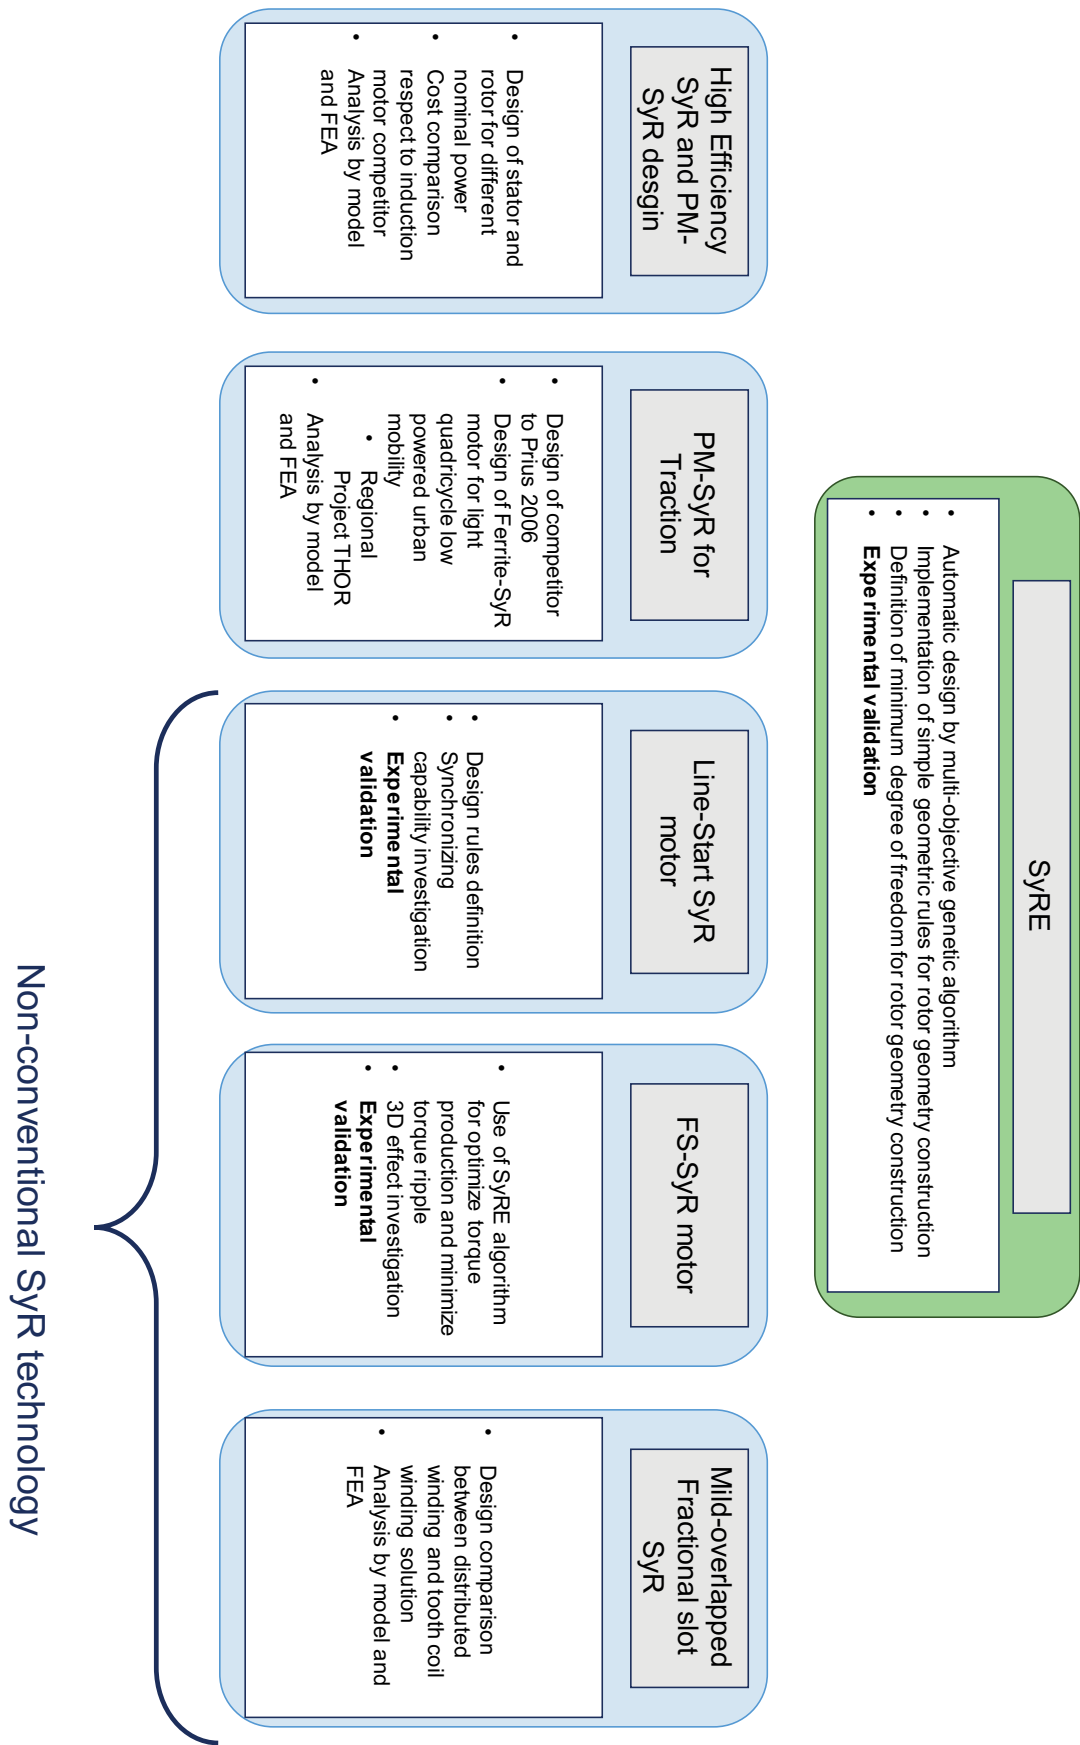 SyRE
• Automatic design by multi-objective genetic algorithm
• Implementation of simple geometric rules for rotor geometry construction
• Definition of minimum degree of freedom for rotor geometry construction
• Experimental validation
High Efficiency
SyR and PM-
SyR desgin
• Design of stator and
rotor for different
nominal power
• Cost comparison
respect to induction
motor competitor
• Analysis by model
and FEA
PM-SyR for
Traction
• Design of competitor
to Prius 2006
• Design of Ferrite-SyR
motor for light
quadricycle low
powered urban
mobility
• Regional
Project THOR
• Analysis by model
and FEA
Line-Start SyR
motor
• Design rules definition
• Synchronizing
capability investigation
• Experimental
validation
FS-SyR motor
• Use of SyRE algorithm
for optimize torque
production and minimize
torque ripple
• 3D effect investigation
• Experimental
validation
Mild-overlapped
Fractional slot
SyR
• Design comparison
between distributed
winding and tooth coil
winding solution
• Analysis by model and
FEA
Non-conventional SyR technology